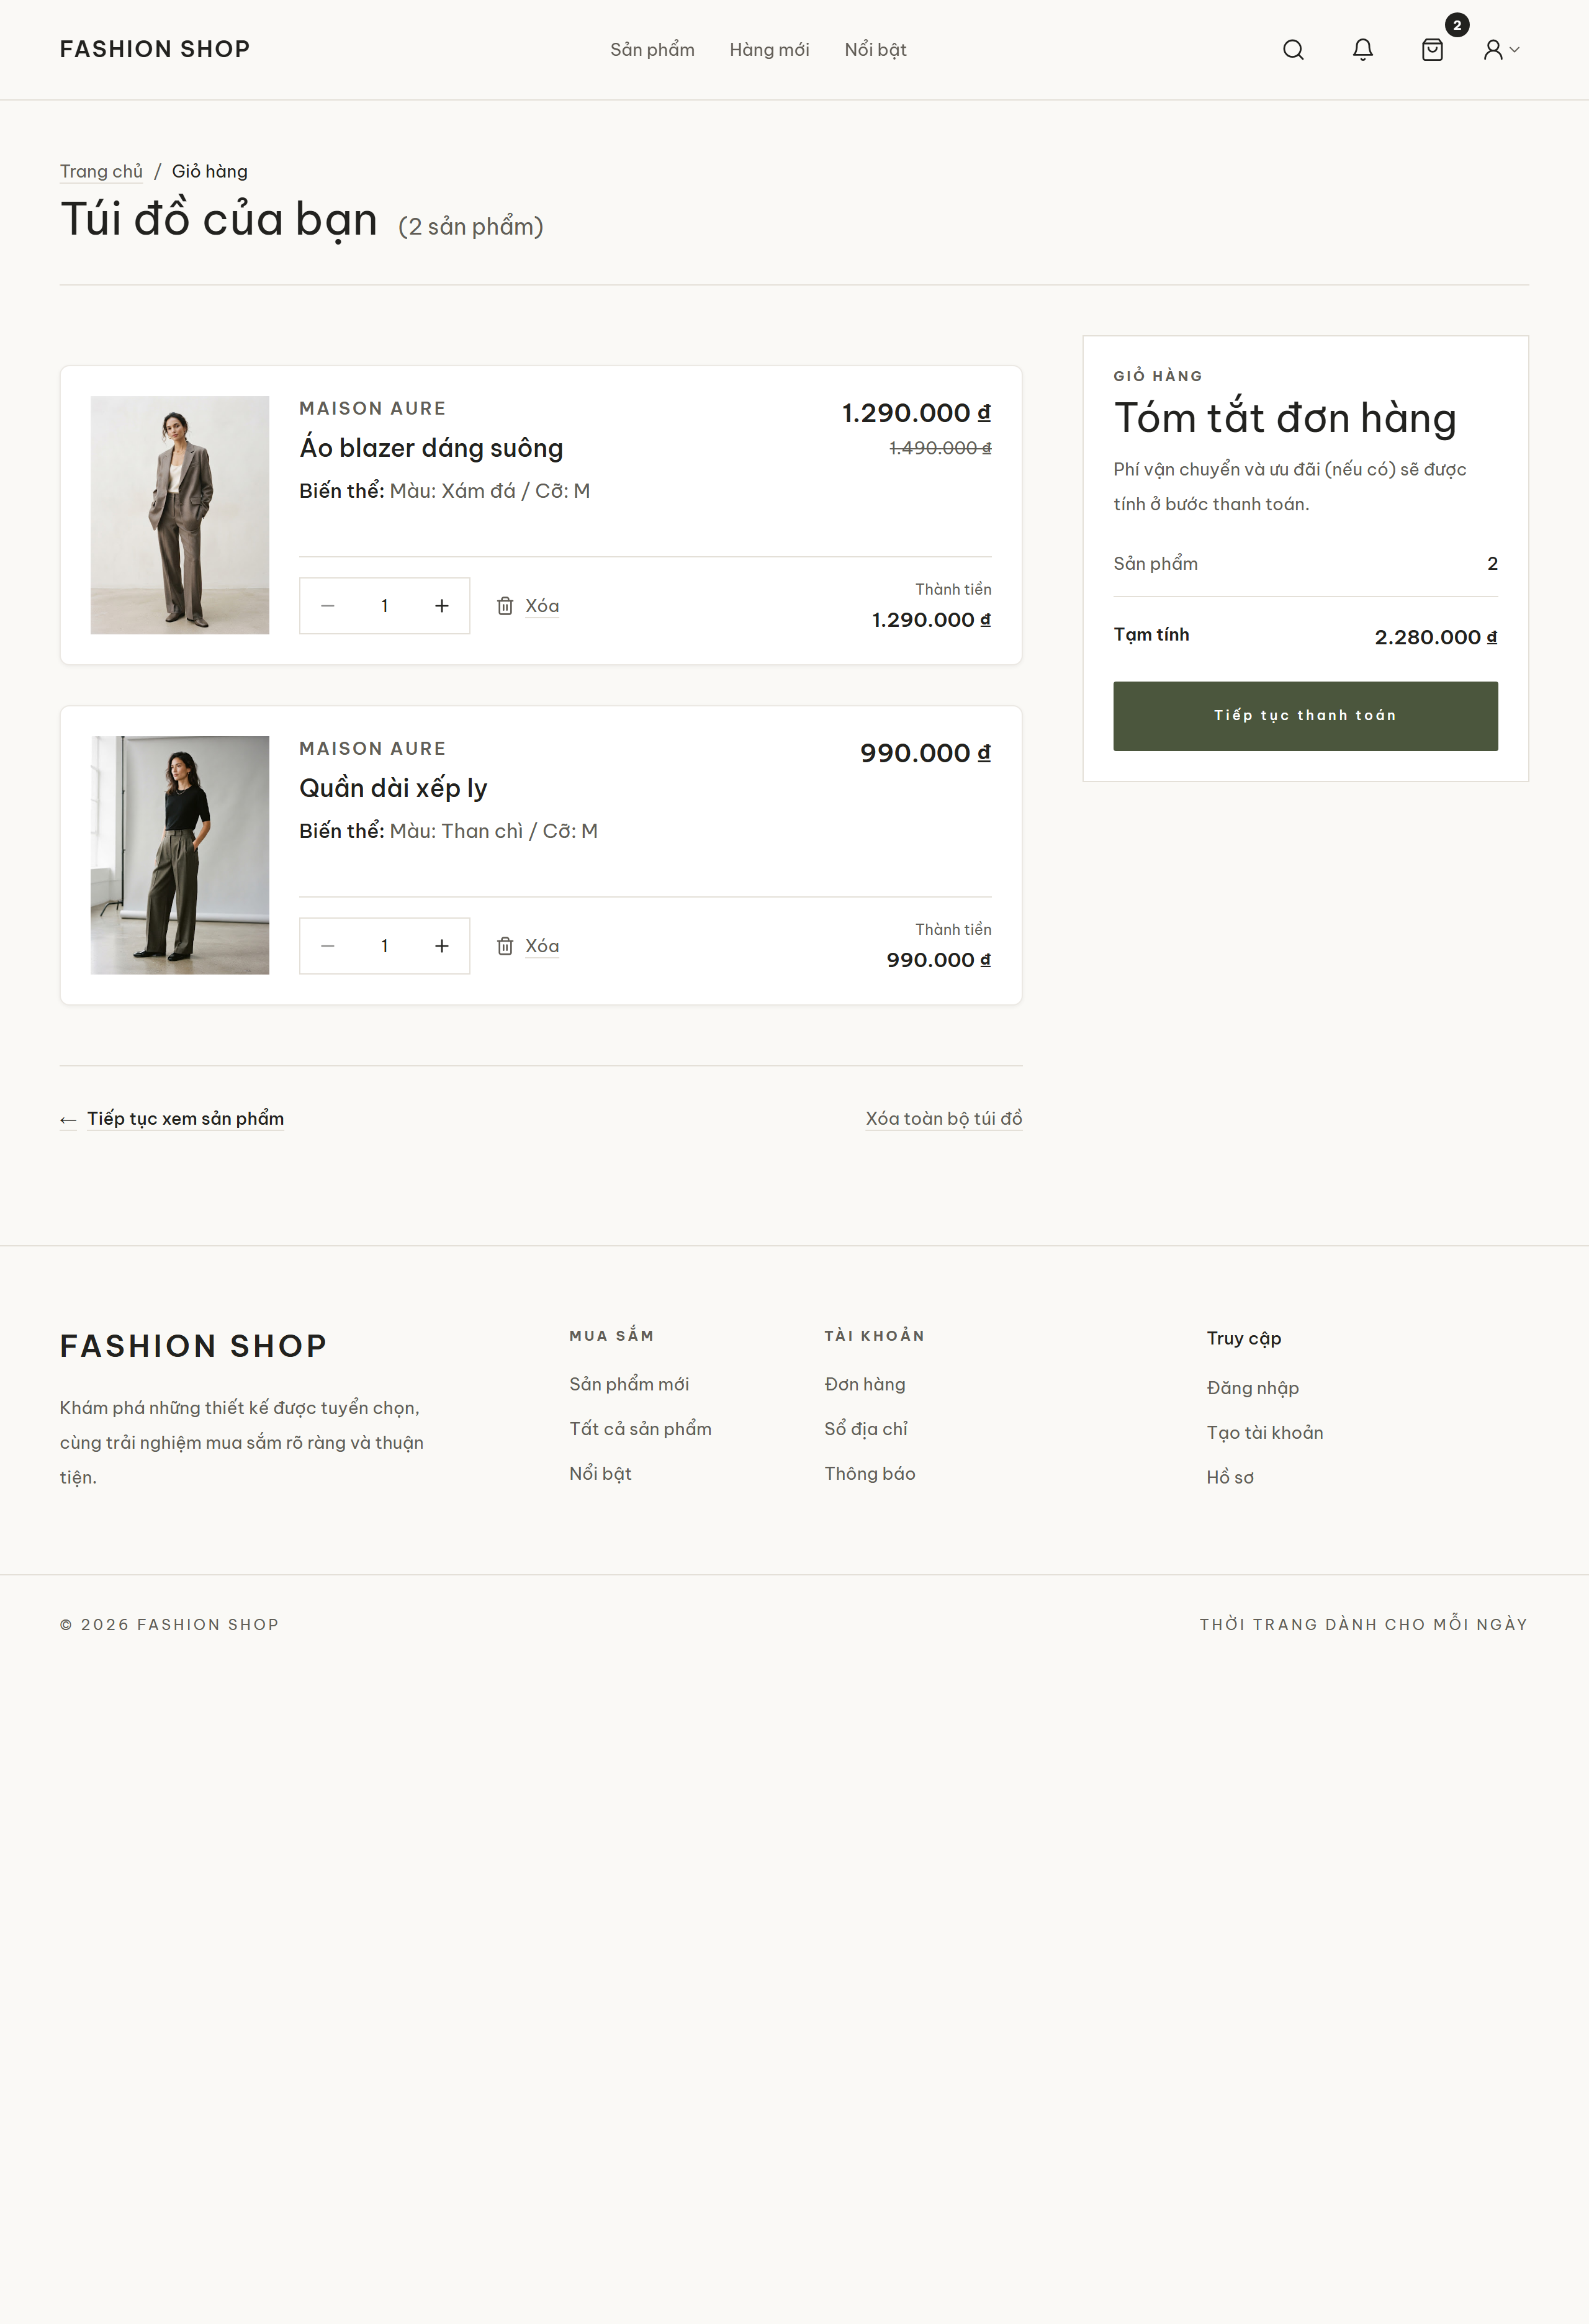 FASHION SHOP
Sản phẩm Hàng mới Nổi bật
2
Trang chủ / Giỏ hàng
Túi đồ của bạn (2 sản phẩm)
MAISON AURE
Áo blazer dáng suông
Biến thể: Màu: Xám đá / Cỡ: M
1.290.000 ₫
1.490.000 ₫
1
Xóa
Thành tiền
1.290.000 ₫
MAISON AURE
Quần dài xếp ly
Biến thể: Màu: Than chì / Cỡ: M
990.000 ₫
1
Xóa
Thành tiền
990.000 ₫
← Tiếp tục xem sản phẩm
Xóa toàn bộ túi đồ
GIỎ HÀNG
Tóm tắt đơn hàng
Phí vận chuyển và ưu đãi (nếu có) sẽ được
tính ở bước thanh toán.
Sản phẩm 2
Tạm tính 2.280.000 ₫
Tiếp tục thanh toán
FASHION SHOP
Khám phá những thiết kế được tuyển chọn,
cùng trải nghiệm mua sắm rõ ràng và thuận
tiện.
MUA SẮM
Sản phẩm mới
Tất cả sản phẩm
Nổi bật
TÀI KHOẢN
Đơn hàng
Sổ địa chỉ
Thông báo
Truy cập
Đăng nhập
Tạo tài khoản
Hồ sơ
© 2026 FASHION SHOP
THỜI TRANG DÀNH CHO MỖI NGÀY